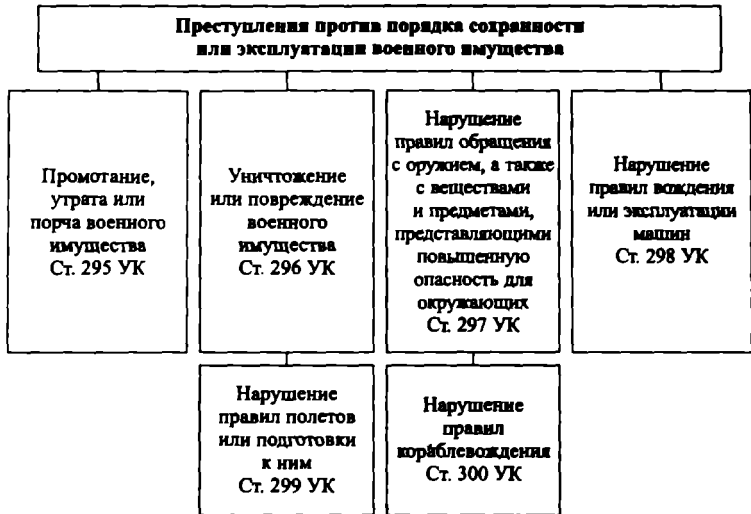 Преступления против порядка сохранности
или эксплуатации военного имущества
Промотание,
утрата или
порча военного
имущества
Ст. 295 УК
Уничтожение
или повреждение
военного
имущества
Ст. 296 УК
Нарушение
правил обращения
с оружием, а также
с веществами
и предметами,
представляющими
повышенную
опасность для
окружающих
Ст. 297 УК
Нарушение
правил вождения
или эксплуатации
машин
Ст. 298 УК
Нарушение
правил полетов
или подготовки
к ним
Ст. 299 УК
Нарушение
правил
кораблевождения
Ст. 300 УК